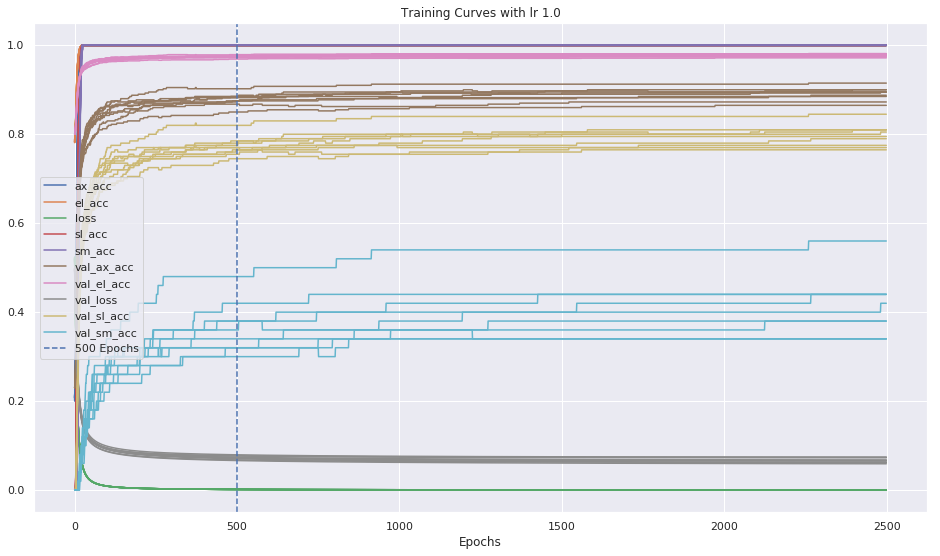 Training Curves with lr 1.0
1.0
0.8
0.6
0.4
0.2
0.0
ax_acc
el_acc
loss
sl_acc
sm_acc
val_ax_acc
val_el_acc
val_loss
val_sl_acc
val_sm_acc
500 Epochs
0 500 1000 1500 2000 2500
Epochs